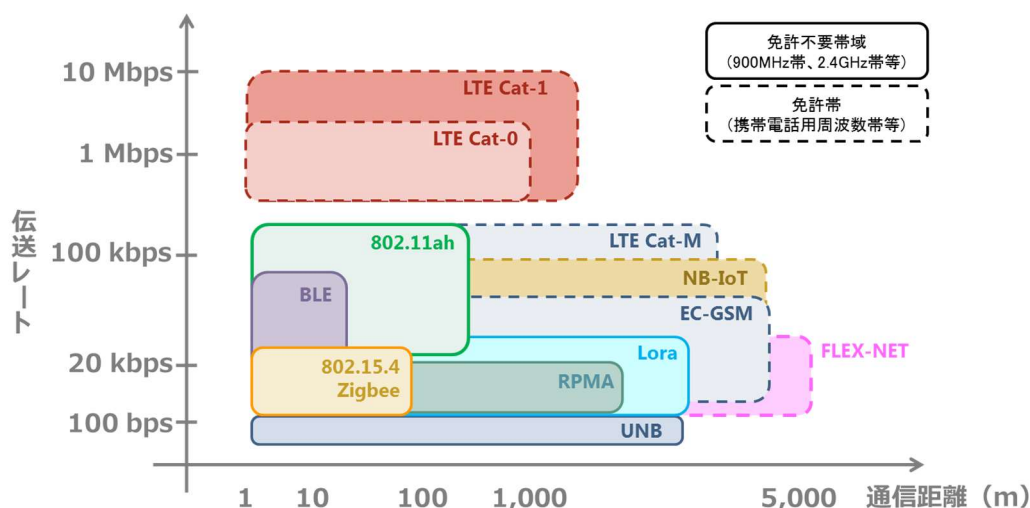 免許不要帯域
（900MHz帯、2.4GHz帯等）
免許帯
（携帯電話用周波数帯等）
伝送レート
10 Mbps
1 Mbps
100 kbps
20 kbps
100 bps
LTE Cat-1
LTE Cat-0
802.11ah
LTE Cat-M
BLE
NB-IoT
EC-GSM
802.15.4
Zigbee
Lora
RPMA
FLEX-NET
UNB
1
10
100
1,000
5,000
通信距離（m）